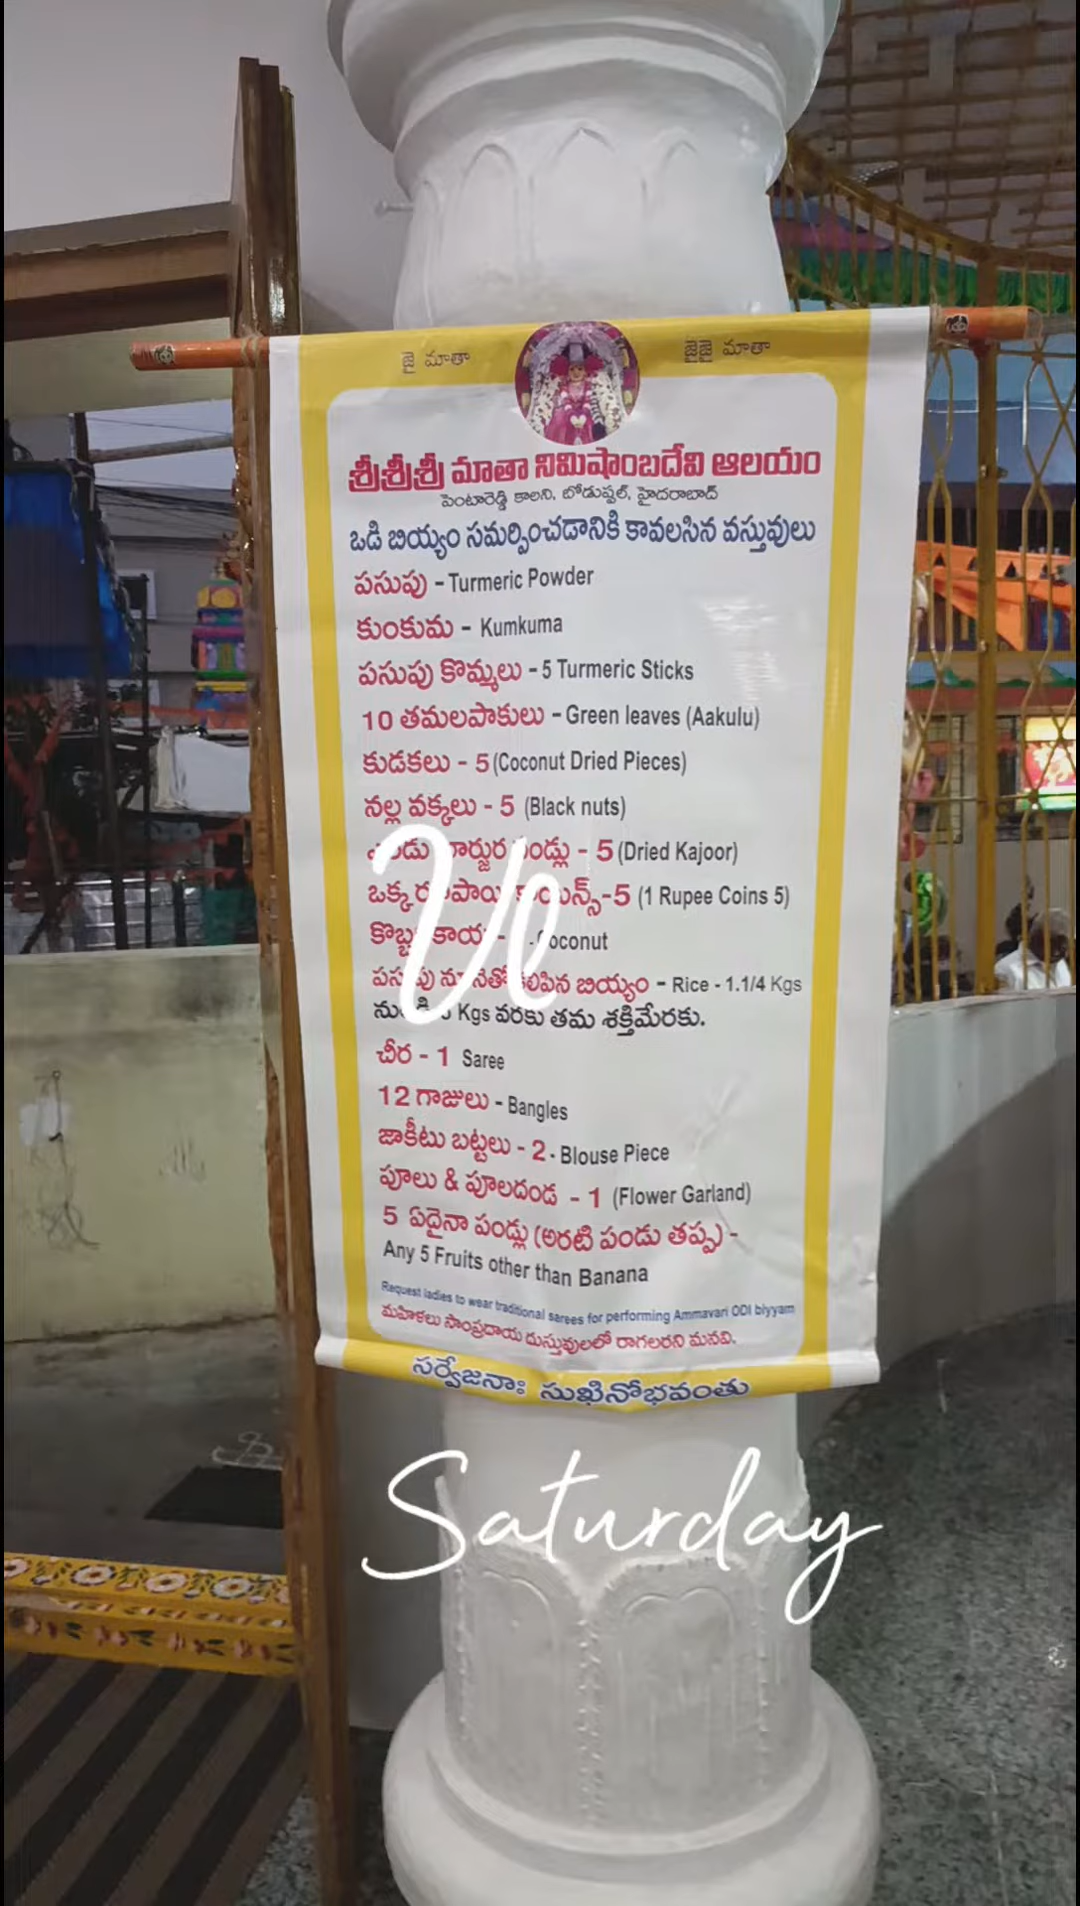 జై మాతా
జైజై మాతా
శ్రీశ్రీశ్రీ మాతా నిమిషాంబదేవి ఆలయం
పెంటారెడ్డి కాలని, బోడుప్పల్, హైదరాబాద్
ఒడి బియ్యం సమర్పించడానికి కావలసిన వస్తువులు
పసుపు - Turmeric Powder
కుంకుమ - Kumkuma
పసుపు కొమ్మలు - 5 Turmeric Sticks
10 తమలపాకులు - Green leaves (Aakulu)
కుడకలు - 5 (Coconut Dried Pieces)
నల్ల వక్కలు - 5 (Black nuts)
- 5 (Dried Kajoor)
-5 (1 Rupee Coins 5)
Coconut
బియ్యం - Rice - 1.1/4 Kgs
Kgs వరకు తమ శక్తిమేరకు.
చీర - 1 Saree
12 గాజులు - Bangles
జాకీటు బట్టలు - 2 - Blouse Piece
పూలు & పూలదండ - 1 (Flower Garland)
5 ఏదైనా పండ్లు (అరటి పండు తప్ప) -
Any 5 Fruits other than Banana
Request ladies to wear traditional sarees for performing Ammavari ODI biyyam
మహిళలు సాంప్రదాయ దుస్తువులలో రాగలరని మనవి.
సర్వేజనాః సుఖినోభవంతు
Saturday